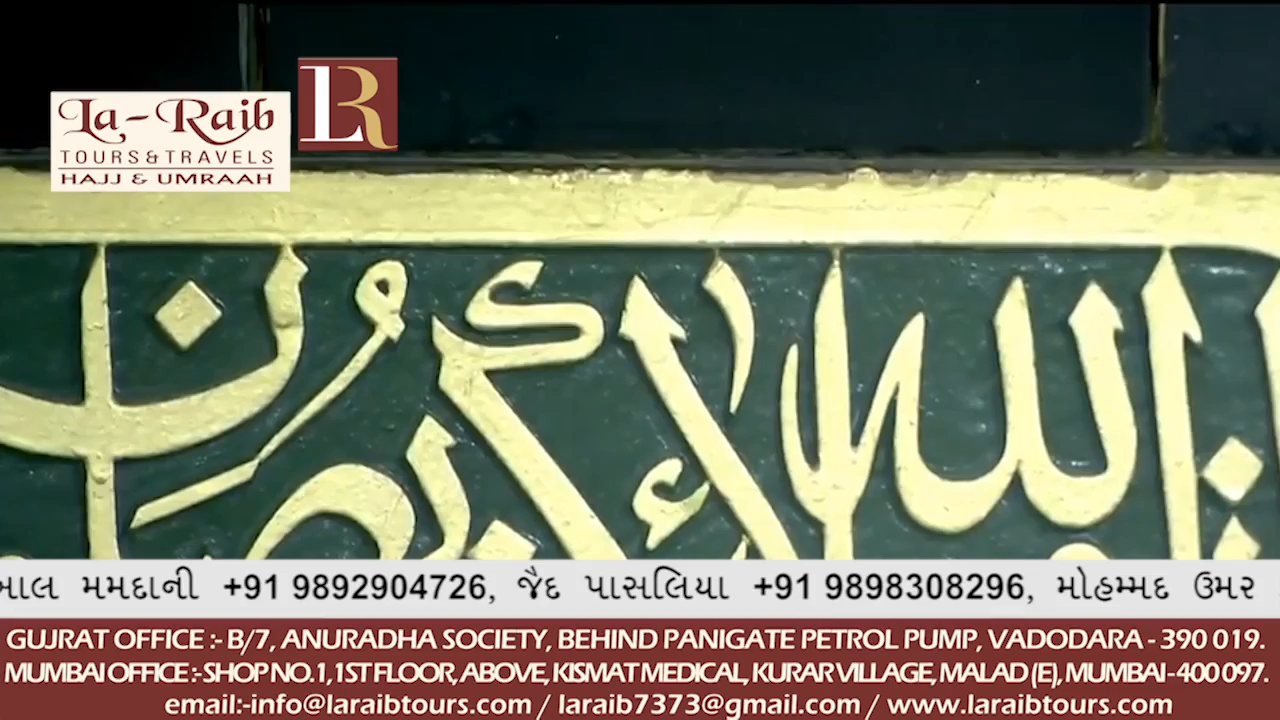 La-Raib
TOURS & TRAVELS
HAJJ & UMRAAH
LR
મમદાની +91 9892904726, જૈદ પાસલિયા +91 9898308296, મોહમ્મદ ઉમર
GUJRAT OFFICE :- B/7, ANURADHA SOCIETY, BEHIND PANIGATE PETROL PUMP, VADODARA - 390 019.
MUMBAI OFFICE :- SHOP NO. 1, 1ST FLOOR, ABOVE, KISMAT MEDICAL, KURAR VILLAGE, MALAD (E), MUMBAI - 400 097.
email:-info@laraibtours.com / laraib7373@gmail.com / www.laraibtours.com